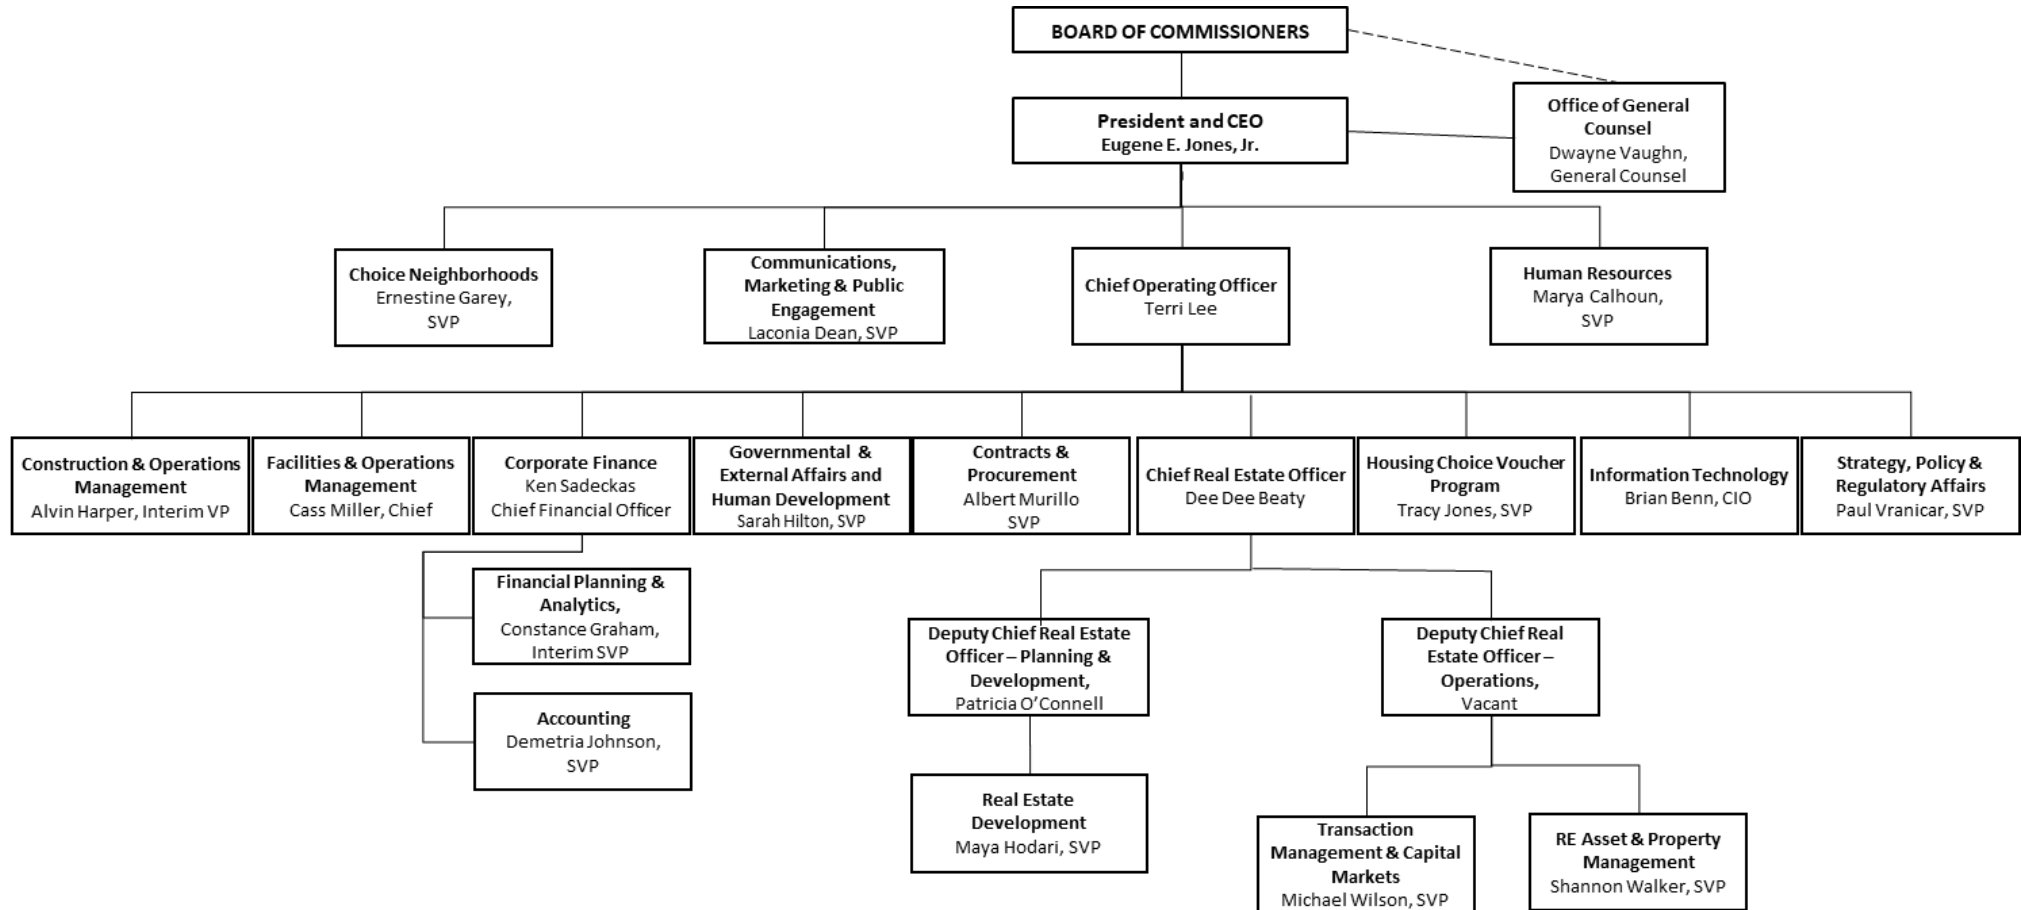 BOARD OF COMMISSIONERS
President and CEO
Eugene E. Jones, Jr.
Office of General
Counsel
Dwayne Vaughn,
General Counsel
Choice Neighborhoods
Ernestine Garey,
SVP
Communications,
Marketing & Public
Engagement
Laconia Dean, SVP
Chief Operating Officer
Terri Lee
Human Resources
Marya Calhoun,
SVP
Construction & Operations
Management
Alvin Harper, Interim VP
Facilities & Operations
Management
Cass Miller, Chief
Corporate Finance
Ken Sadeckas
Chief Financial Officer
Governmental &
External Affairs and
Human Development
Sarah Hilton, SVP
Contracts &
Procurement
Albert Murillo
SVP
Chief Real Estate Officer
Dee Dee Beaty
Housing Choice Voucher
Program
Tracy Jones, SVP
Information Technology
Brian Benn, CIO
Strategy, Policy &
Regulatory Affairs
Paul Vranicar, SVP
Financial Planning &
Analytics,
Constance Graham,
Interim SVP
Accounting
Demetria Johnson,
SVP
Deputy Chief Real Estate
Officer – Planning &
Development,
Patricia O’Connell
Deputy Chief Real
Estate Officer –
Operations,
Vacant
Real Estate
Development
Maya Hodari, SVP
Transaction
Management & Capital
Markets
Michael Wilson, SVP
RE Asset & Property
Management
Shannon Walker, SVP